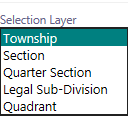 Selection Layer
Township
Section
Quarter Section
Legal Sub-Division
Quadrant